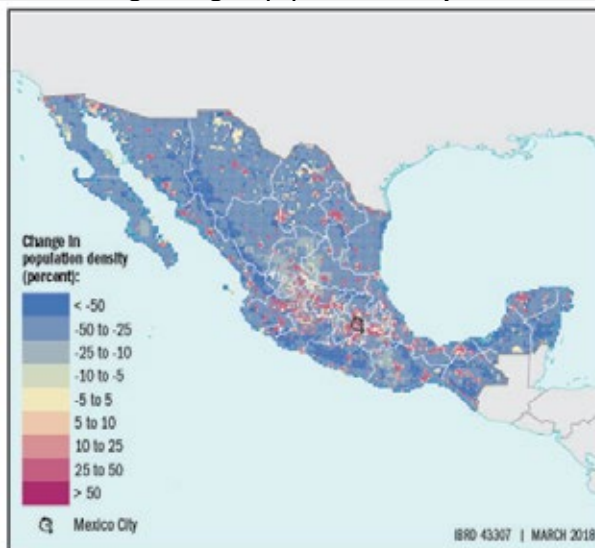 Change in
population density
(percent):
< -50
-50 to -25
-25 to -10
-10 to -5
-5 to 5
5 to 10
10 to 25
25 to 50
> 50
Mexico City
IBRD 43307 | MARCH 2018